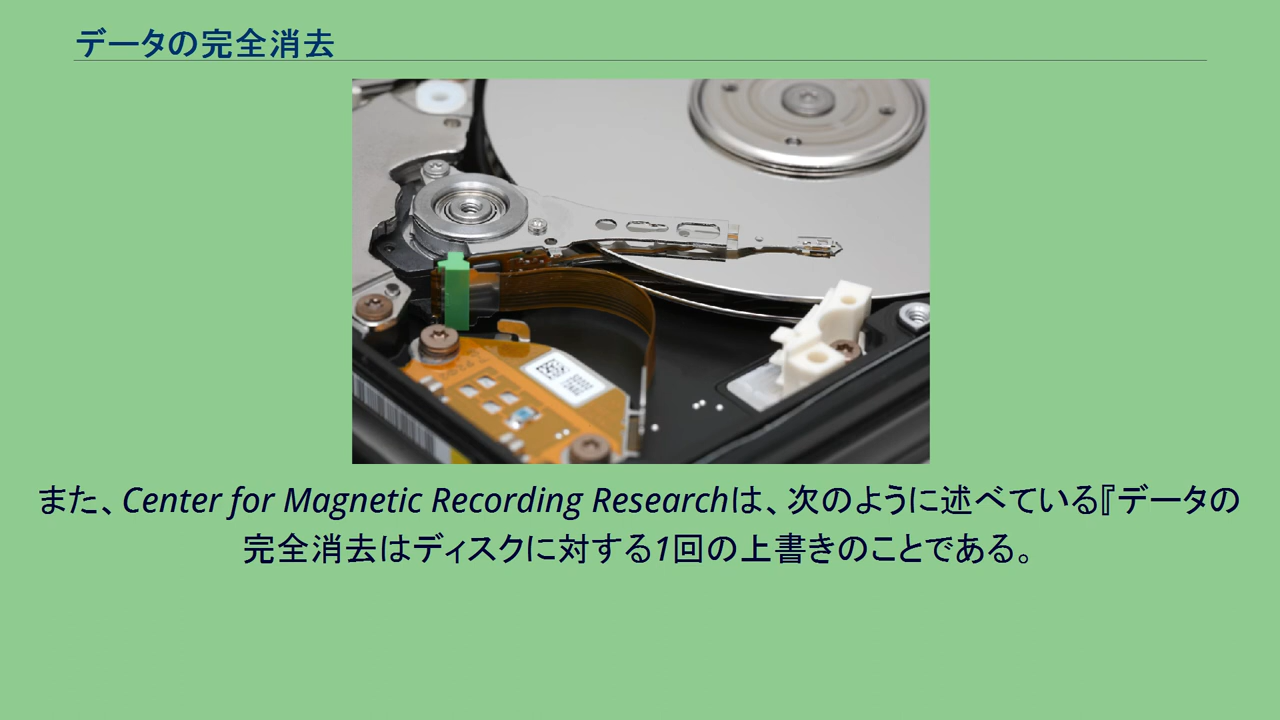 データの完全消去
また、Center for Magnetic Recording Researchは、次のように述べている『データの
完全消去はディスクに対する1回の上書きのことである。